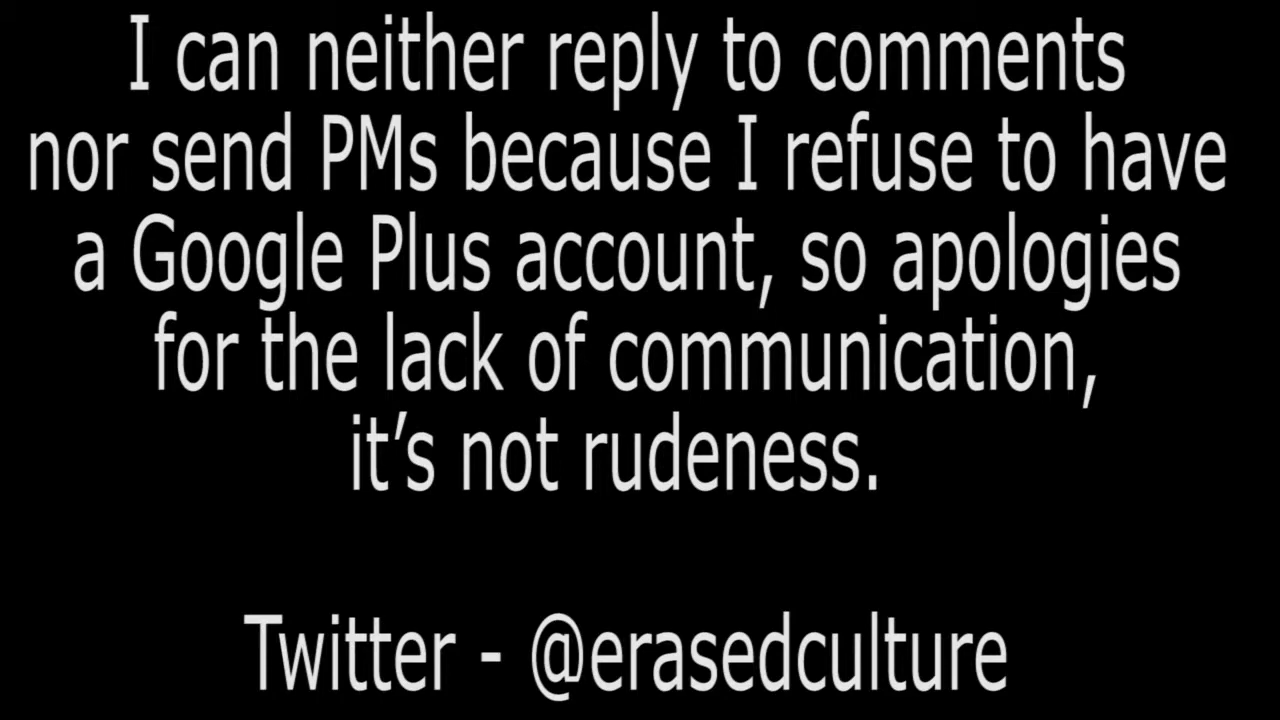 I can neither reply to comments
nor send PMs because I refuse to have
a Google Plus account, so apologies
for the lack of communication,
it’s not rudeness.
Twitter - @erasedculture